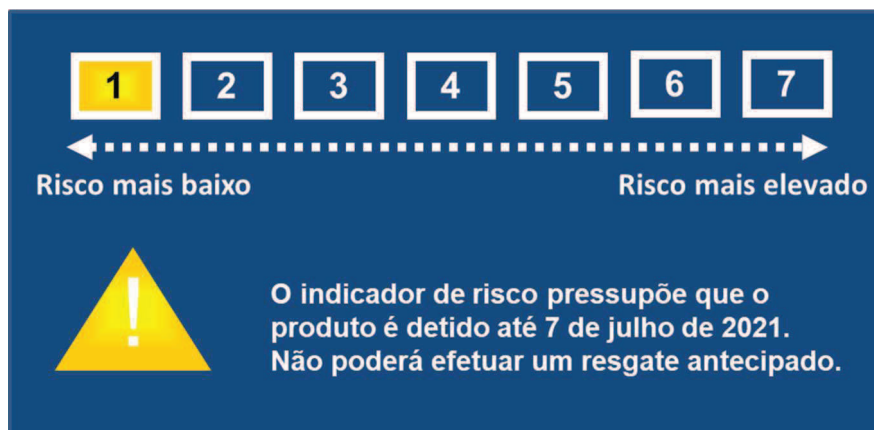 1 2 3 4 5 6 7
Risco mais baixo Risco mais elevado
!
O indicador de risco pressupõe que o
produto é detido até 7 de julho de 2021.
Não poderá efetuar um resgate antecipado.